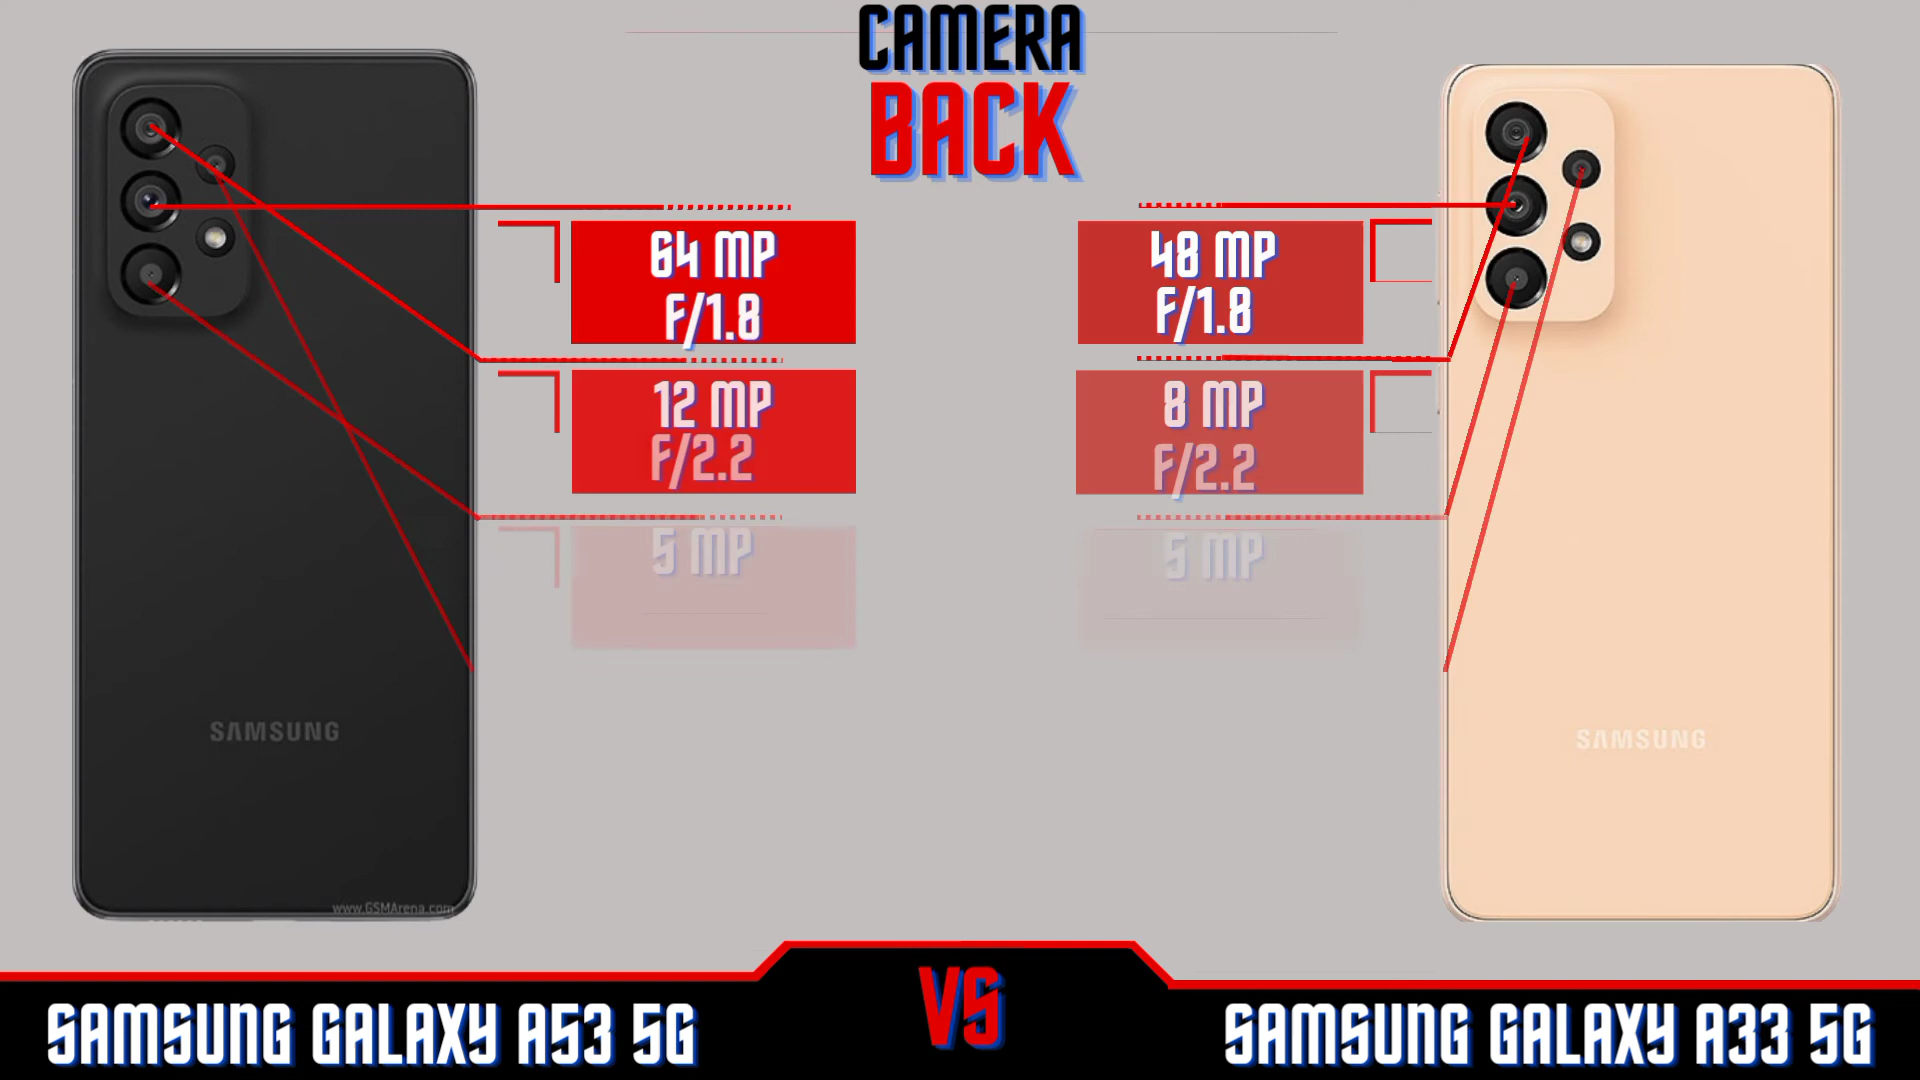 CAMERA
BACK
64 MP
F/1.8
48 MP
F/1.8
12 MP
F/2.2
8 MP
F/2.2
5 MP
5 MP
SAMSUNG
SAMSUNG
www.GSMArena.com
VS
SAMSUNG GALAXY A53 5G
SAMSUNG GALAXY A33 5G